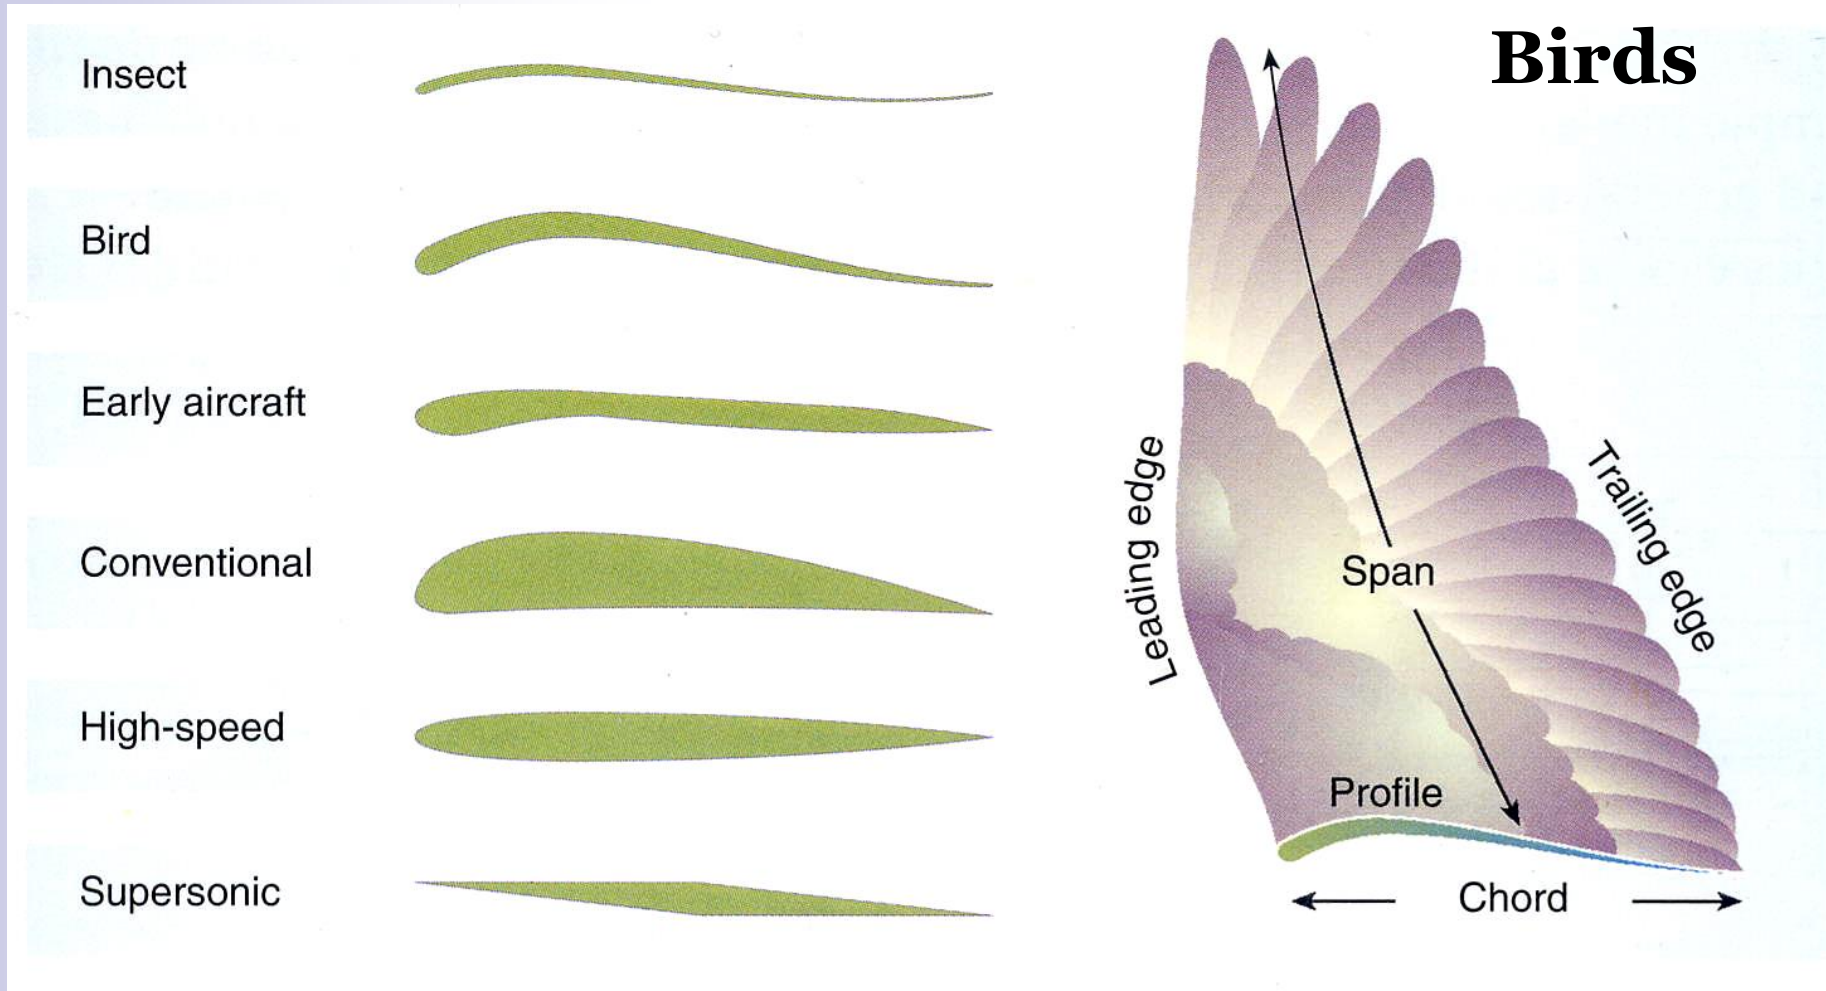 Birds
Insect
Bird
Early aircraft
Conventional
High-speed
Supersonic
Leading edge
Trailing edge
Span
Profile
Chord